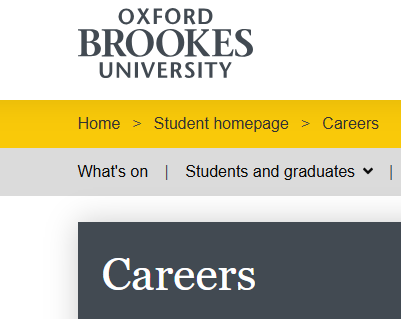 OXFORD
BROOKES
UNIVERSITY
Home > Student homepage > Careers
What's on | Students and graduates |
Careers